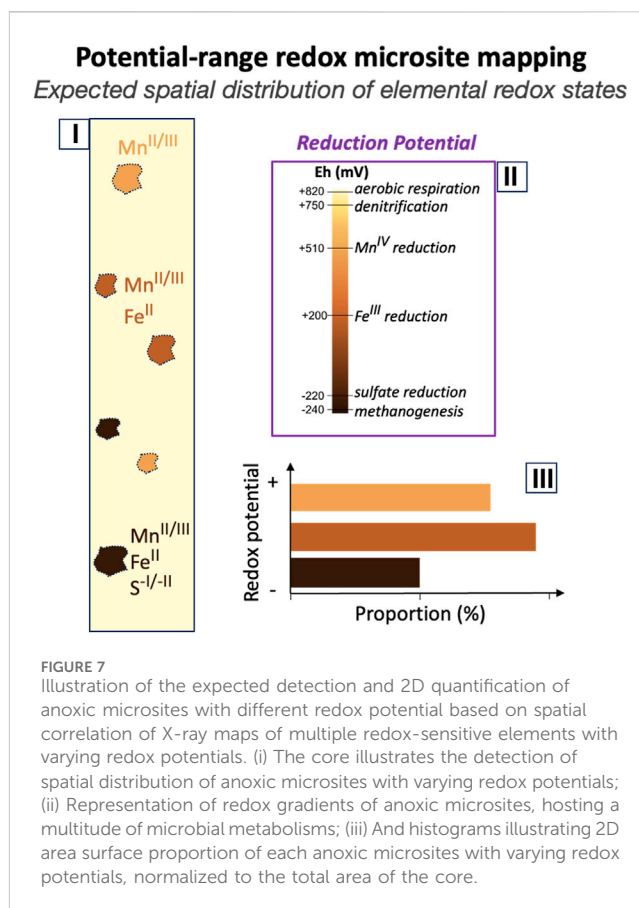 Potential-range redox microsite mapping
Expected spatial distribution of elemental redox states
I
Mn^II/III
Mn^II/III
Fe^II
Mn^II/III
Fe^II
S^-I/-II
Reduction Potential
II
Eh (mV)
+820 aerobic respiration
+750 denitrification
+510 Mn^IV reduction
+200 Fe^III reduction
-220 sulfate reduction
-240 methanogenesis
III
+
Redox potential
-
Proportion (%)
FIGURE 7
Illustration of the expected detection and 2D quantification of
anoxic microsites with different redox potential based on spatial
correlation of X-ray maps of multiple redox-sensitive elements with
varying redox potentials. (i) The core illustrates the detection of
spatial distribution of anoxic microsites with varying redox potentials;
(ii) Representation of redox gradients of anoxic microsites, hosting a
multitude of microbial metabolisms; (iii) And histograms illustrating 2D
area surface proportion of each anoxic microsites with varying redox
potentials, normalized to the total area of the core.